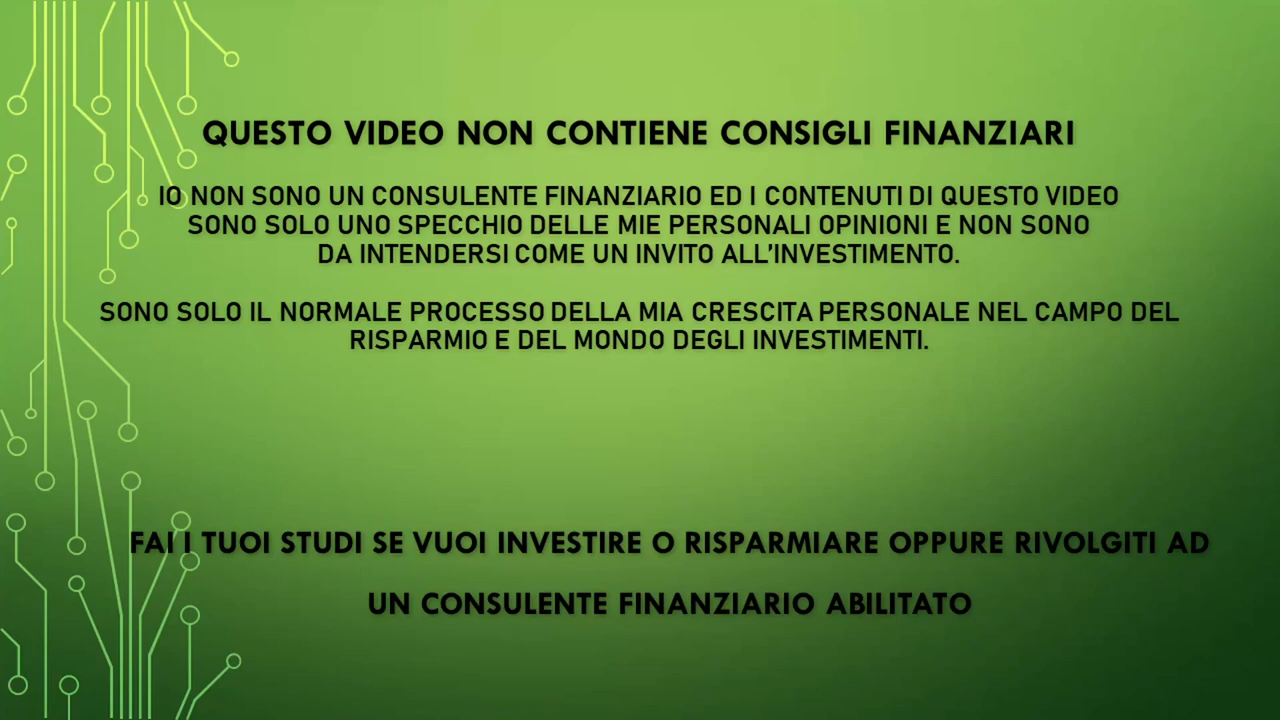 QUESTO VIDEO NON CONTIENE CONSIGLI FINANZIARI
IO NON SONO UN CONSULENTE FINANZIARIO ED I CONTENUTI DI QUESTO VIDEO
SONO SOLO UNO SPECCHIO DELLE MIE PERSONALI OPINIONI E NON SONO
DA INTENDERSI COME UN INVITO ALL'INVESTIMENTO.
SONO SOLO IL NORMALE PROCESSO DELLA MIA CRESCITA PERSONALE NEL CAMPO DEL
RISPARMIO E DEL MONDO DEGLI INVESTIMENTI.
FAI I TUOI STUDI SE VUOI INVESTIRE O RISPARMIARE OPPURE RIVOLGITI AD
UN CONSULENTE FINANZIARIO ABILITATO